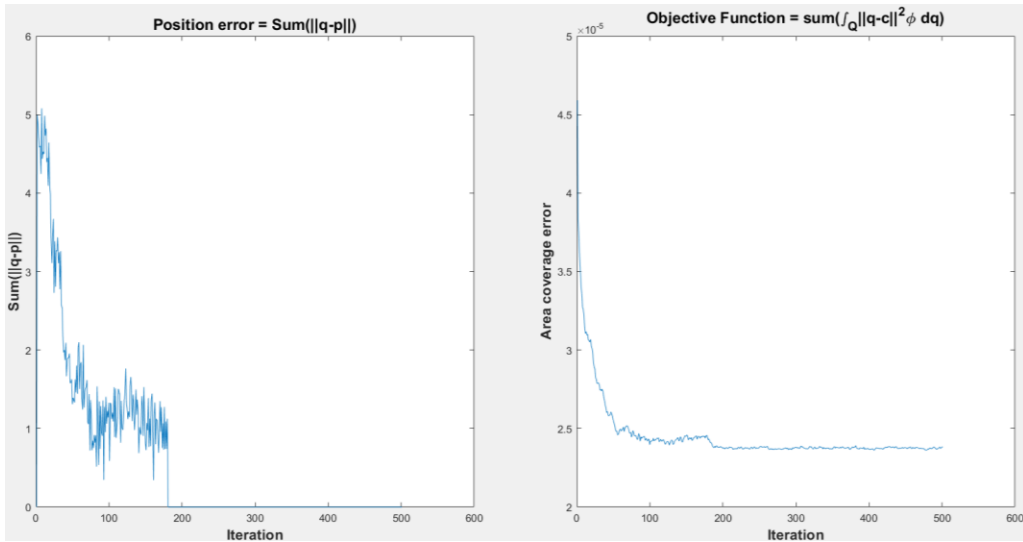 Position error = Sum(||q-p||)
Sum(||q-p||)
6
5
4
3
2
1
0
0 100 200 300 400 500 600
Iteration
Objective Function = sum(∫Q||q-c||²ϕ dq)
×10⁻⁵
Area coverage error
5
4.5
4
3.5
3
2.5
2
0 100 200 300 400 500 600
Iteration